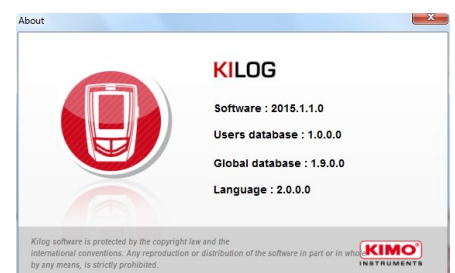 About
KILOG
Software : 2015.1.1.0
Users database : 1.0.0.0
Global database : 1.9.0.0
Language : 2.0.0.0
Kilog software is protected by the copyright law and the
international conventions. Any reproduction or distribution of the software in part or in
by any means, is strictly prohibited.
KIMO®
INSTRUMENTS